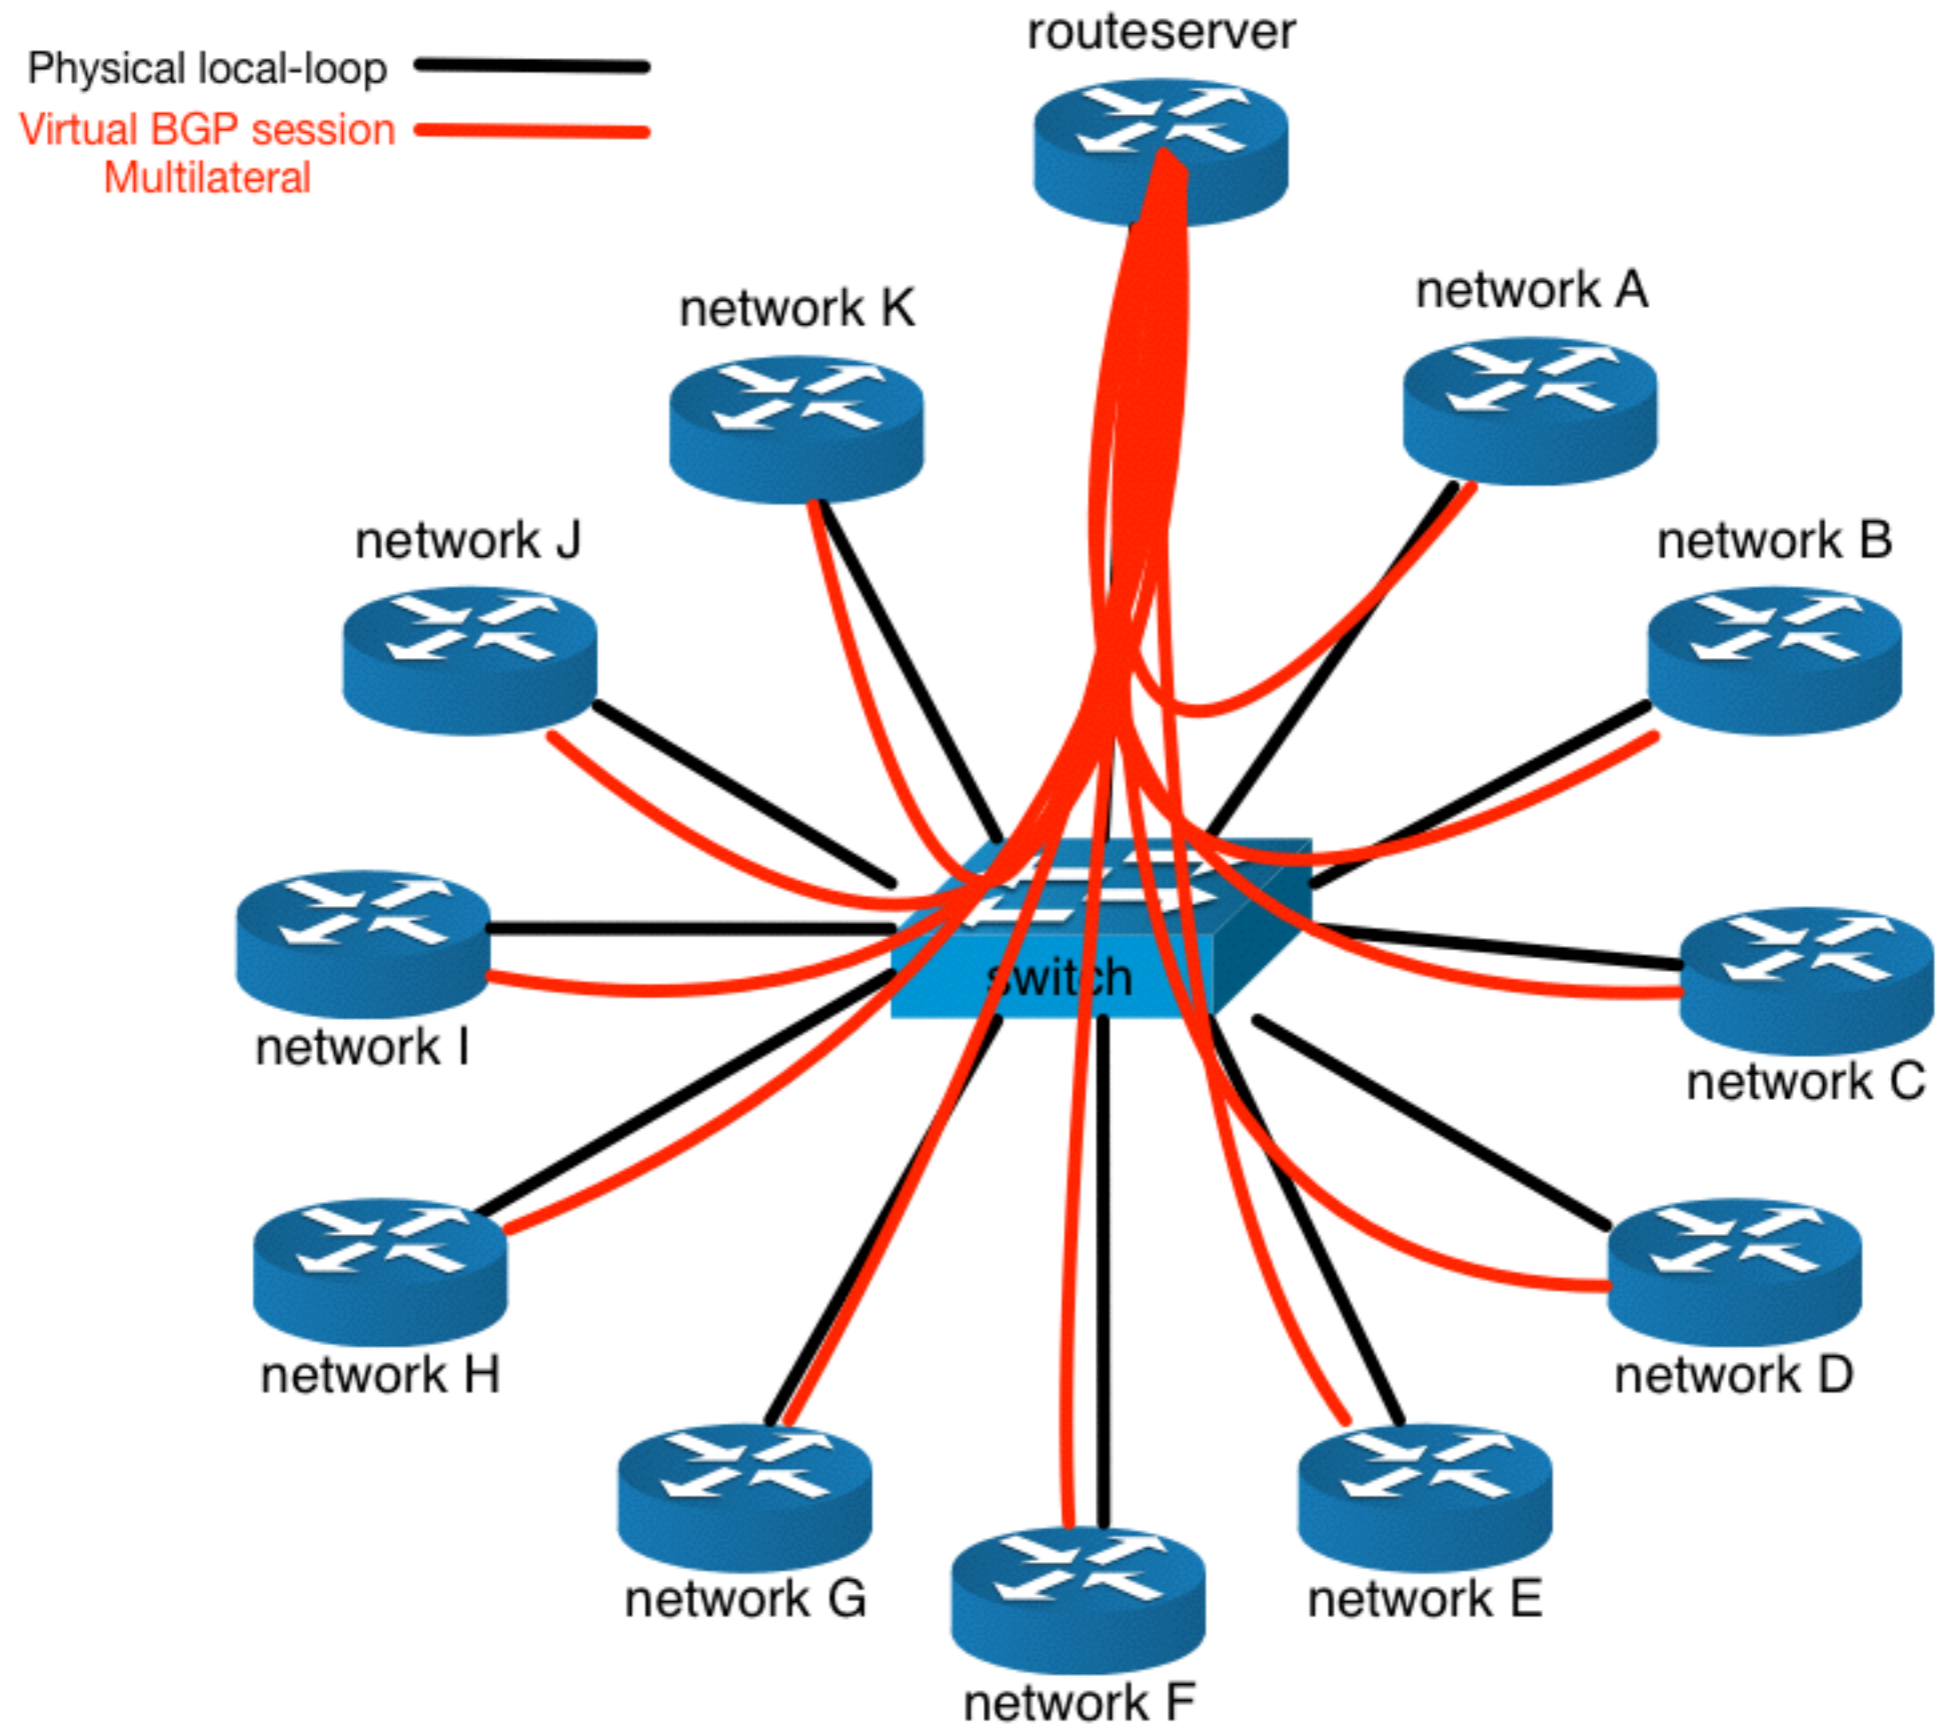 routeserver
Physical local-loop
Virtual BGP session
Multilateral
network A
network K
network J
network B
switch
network I
network C
network H
network D
network G
network E
network F